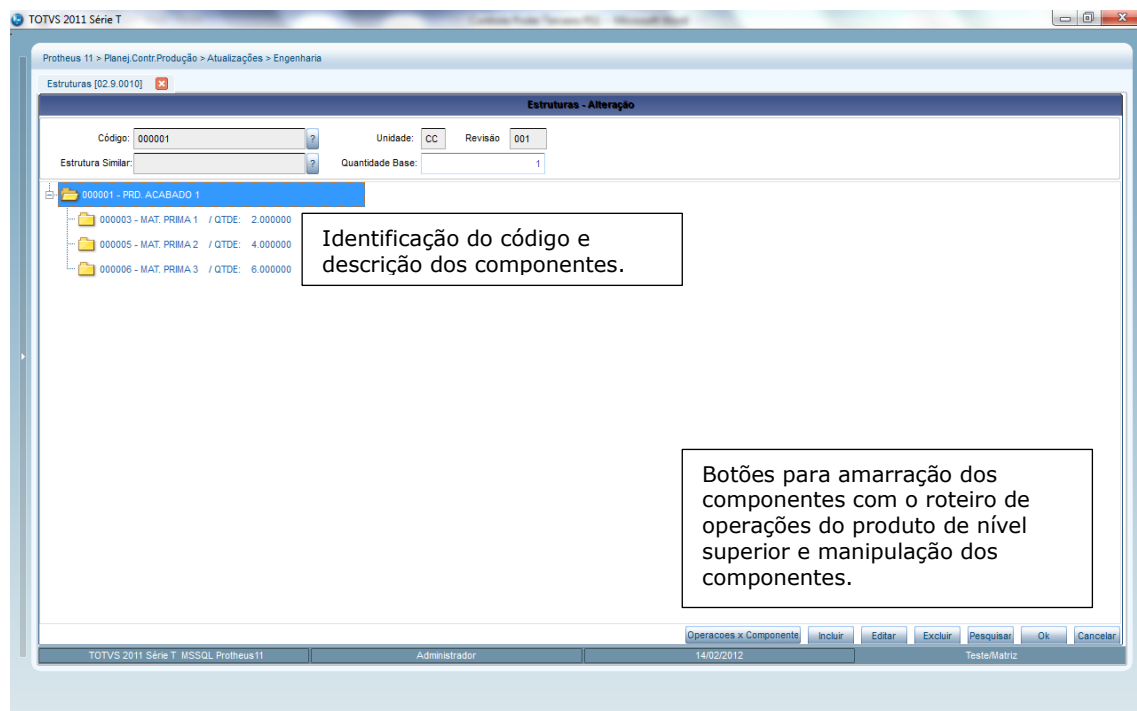 TOTVS 2011 Série T
Protheus 11 > Planej.Contr.Produção > Atualizações > Engenharia
Estruturas [02.9.0010]
Estruturas - Alteração
Código: 000001 ? Unidade: CC Revisão 001
Estrutura Similar: ? Quantidade Base: 1
000001 - PRD. ACABADO 1
000003 - MAT. PRIMA 1 / QTDE: 2.000000
000005 - MAT. PRIMA 2 / QTDE: 4.000000
000006 - MAT. PRIMA 3 / QTDE: 6.000000
Identificação do código e
descrição dos componentes.
Botões para amarração dos
componentes com o roteiro de
operações do produto de nível
superior e manipulação dos
componentes.
Operacoes x Componente Incluir Editar Excluir Pesquisar Ok Cancelar
TOTVS 2011 Série T MSSQL Protheus11 Administrador 14/02/2012 Teste/Matriz